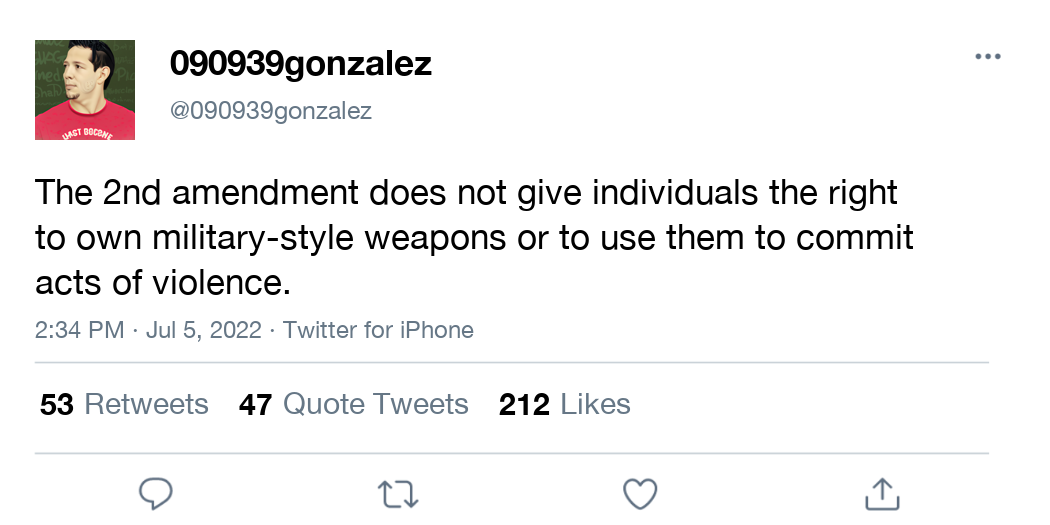 090939gonzalez
@090939gonzalez
The 2nd amendment does not give individuals the right
to own military-style weapons or to use them to commit
acts of violence.
2:34 PM · Jul 5, 2022 · Twitter for iPhone
53 Retweets 47 Quote Tweets 212 Likes